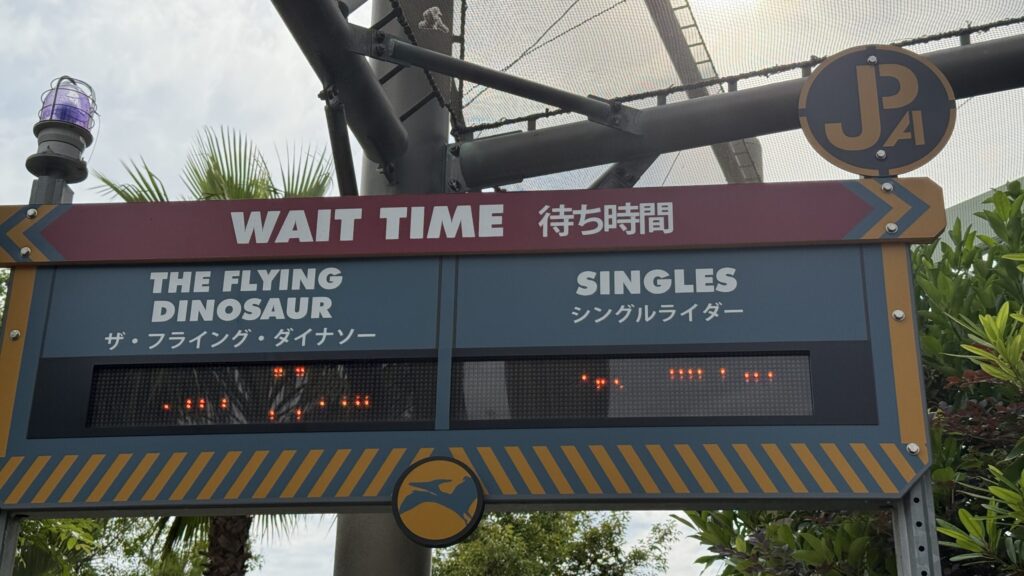 JPA
WAIT TIME 待ち時間
THE FLYING
DINOSAUR
ザ・フライング・ダイナソー
SINGLES
シングルライダー